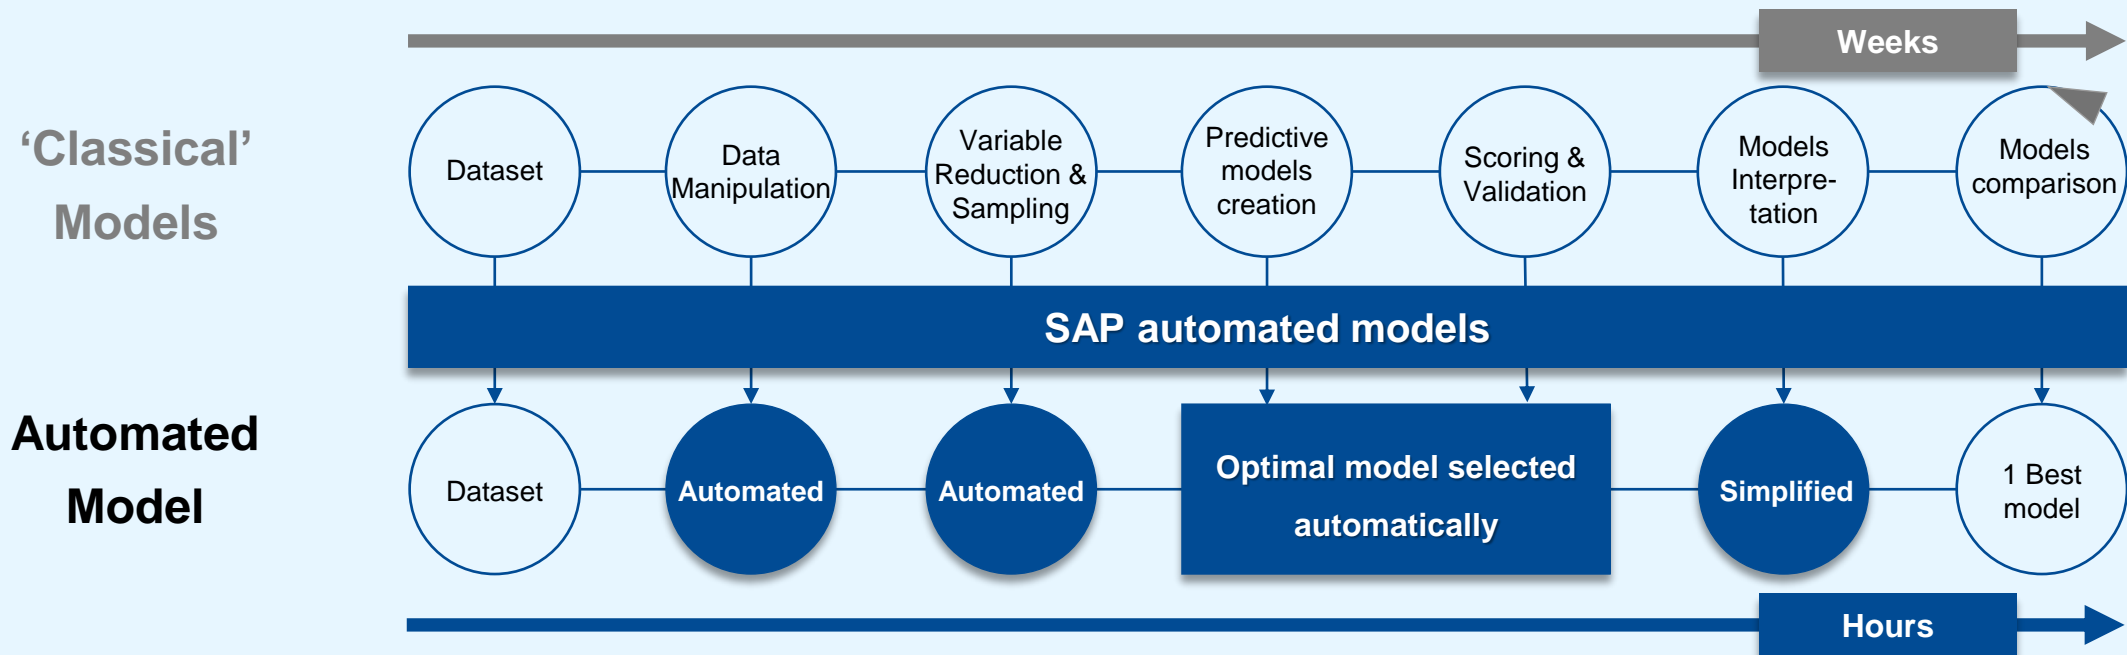 Weeks
‘Classical’
Models
Dataset
Data
Manipulation
Variable
Reduction &
Sampling
Predictive
models
creation
Scoring &
Validation
Models
Interpre-
tation
Models
comparison
SAP automated models
Automated
Model
Dataset
Automated
Automated
Optimal model selected
automatically
Simplified
1 Best
model
Hours